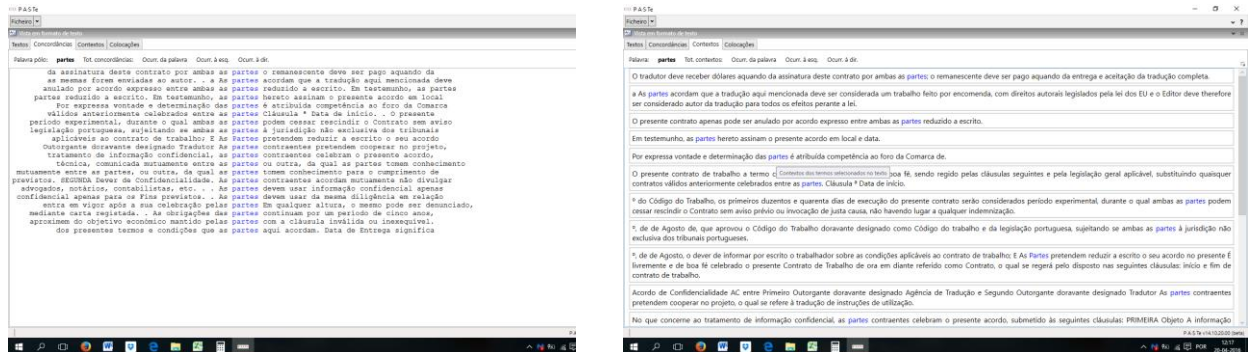 P A S Te
Ficheiro
Vista em formato de texto
Textos Concordâncias Contextos Colocações
Palavra pólo: partes Tot. concordâncias: Ocurr. da palavra Ocurr. à esq. Ocurr. à dir.
da assinatura deste contrato por ambas as partes o remanescente deve ser pago aquando da
as mesmas forem enviadas ao autor. . . a As partes acordam que a tradução aqui mencionada deve
anulado por acordo expresso entre ambas as partes reduzido a escrito. Em testemunho, as partes
partes reduzido a escrito. Em testemunho, as partes hereto assinam o presente acordo em local
Por expressa vontade e determinação das partes é atribuída competência ao foro da Comarca
válidos anteriormente celebrados entre as partes Cláusula ª Data de início. . O presente
período experimental, durante o qual ambas as partes podem cessar rescindir o Contrato sem aviso
legislação portuguesa, sujeitando se ambas as partes à jurisdição não exclusiva dos tribunais
aplicáveis ao contrato de trabalho; E As Partes pretendem reduzir a escrito o seu acordo
Outorgante doravante designado Tradutor As partes contraentes pretendem cooperar no projeto,
tratamento de informação confidencial, as partes contraentes celebram o presente acordo,
técnica, comunicada mutuamente entre as partes ou outra, da qual as partes tomem conhecimento
mutuamente entre as partes, ou outra, da qual as partes tomem conhecimento para o cumprimento de
previstos. SEGUNDA Dever de Confidencialidade. As partes contraentes acordam mutuamente não divulgar
advogados, notários, contabilistas, etc. . . As partes devem usar informação confidencial apenas
confidencial apenas para os Fins previstos. . As partes devem usar da mesma diligência em relação
entra em vigor após a sua celebração pelas partes Em qualquer altura, o mesmo pode ser denunciado,
mediante carta registada. . As obrigações das partes continuam por um período de cinco anos,
aproximem do objetivo económico mantido pelas partes com a cláusula inválida ou inexequível.
dos presentes termos e condições que as partes aqui acordam. Data de Entrega significa
P A S Te
Ficheiro
Vista em formato de texto
Textos Concordâncias Contextos Colocações
Palavra: partes Tot. contextos: Ocurr. da palavra Ocurr. à esq. Ocurr. à dir.
O tradutor deve receber dólares aquando da assinatura deste contrato por ambas as partes; o remanescente deve ser pago aquando da entrega e aceitação da tradução completa.
a As partes acordam que a tradução aqui mencionada deve ser considerada um trabalho feito por encomenda, com direitos autorais legislados pela lei dos EU e o Editor deve therefore
ser considerado autor da tradução para todos os efeitos perante a lei.
O presente contrato apenas pode ser anulado por acordo expresso entre ambas as partes reduzido a escrito.
Em testemunho, as partes hereto assinam o presente acordo em local e data.
Por expressa vontade e determinação das partes é atribuída competência ao foro da Comarca de.
O presente contrato de trabalho a termo c Contextos dos termos selecionados no texto boa fé, sendo regido pelas cláusulas seguintes e pela legislação geral aplicável, substituindo quaisquer
contratos válidos anteriormente celebrados entre as partes. Cláusula ª Data de início.
º do Código do Trabalho, os primeiros duzentos e quarenta dias de execução do presente contrato serão considerados período experimental, durante o qual ambas as partes podem
cessar rescindir o Contrato sem aviso prévio ou invocação de justa causa, não havendo lugar a qualquer indemnização.
º, de de Agosto, de que aprovou o Código do Trabalho doravante designado como Código do trabalho e da legislação portuguesa, sujeitando se ambas as partes à jurisdição não
exclusiva dos tribunais portugueses.
º, de de Agosto, o dever de informar por escrito o trabalhador sobre as condições aplicáveis ao contrato de trabalho; E As Partes pretendem reduzir a escrito o seu acordo no presente É
livremente e de boa fé celebrado o presente Contrato de Trabalho de ora em diante referido como Contrato, o qual se regerá pelo disposto nas seguintes cláusulas: início e fim de
contrato de trabalho.
Acordo de Confidencialidade AC entre Primeiro Outorgante doravante designado Agência de Tradução e Segundo Outorgante doravante designado Tradutor As partes contraentes
pretendem cooperar no projeto, o qual se refere à tradução de instruções de utilização.
No que concerne ao tratamento de informação confidencial, as partes contraentes celebram o presente acordo, submetido às seguintes cláusulas: PRIMEIRA Objeto A informação
POR
12:17
20-04-2016